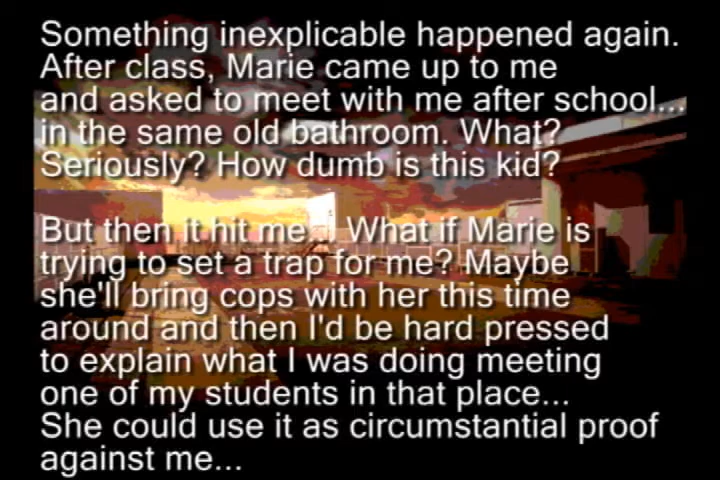 Something inexplicable happened again.
After class, Marie came up to me
and asked to meet with me after school...
in the same old bathroom. What?
Seriously? How dumb is this kid?
But then it hit me... What if Marie is
trying to set a trap for me? Maybe
she'll bring cops with her this time
around and then I'd be hard pressed
to explain what I was doing meeting
one of my students in that place...
She could use it as circumstantial proof
against me...